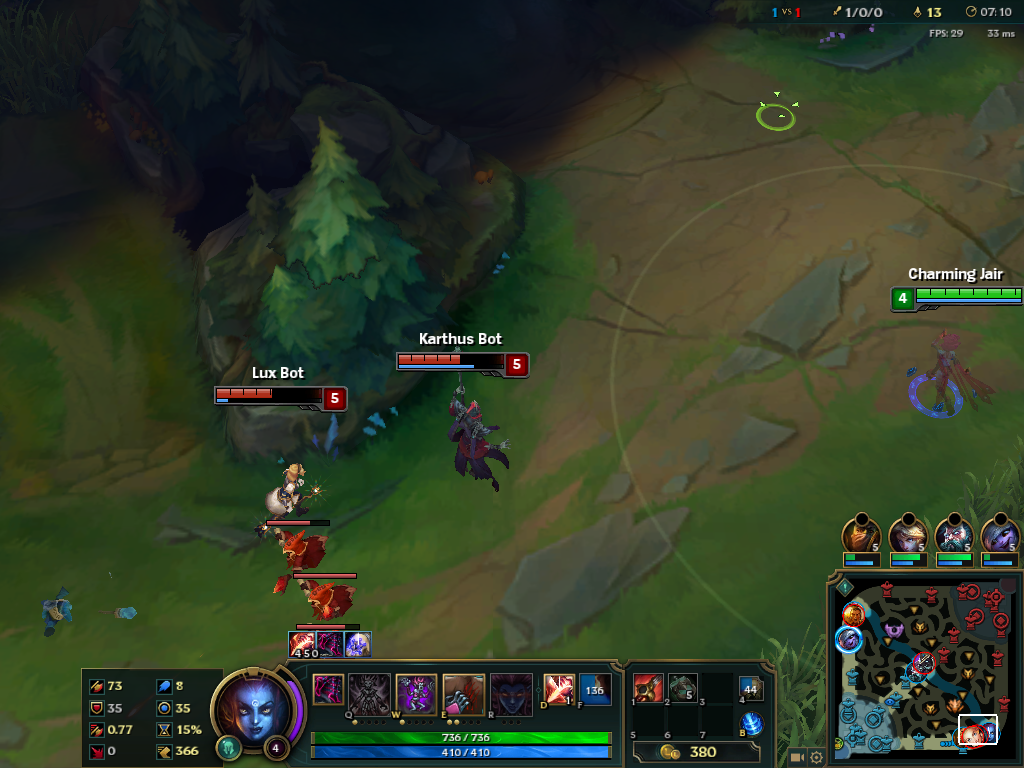 1 vs 1 1/0/0 13 07:10
FPS: 29 33 ms
Charming Jair
4
Karthus Bot
5
Lux Bot
5
5 5 5 5
450
73 8
35 35
0.77 15%
0 366
4
Q W E R
D 1 F 136
1 2 5 3 4 44
5 6 7 B
736 / 736
410 / 410
380